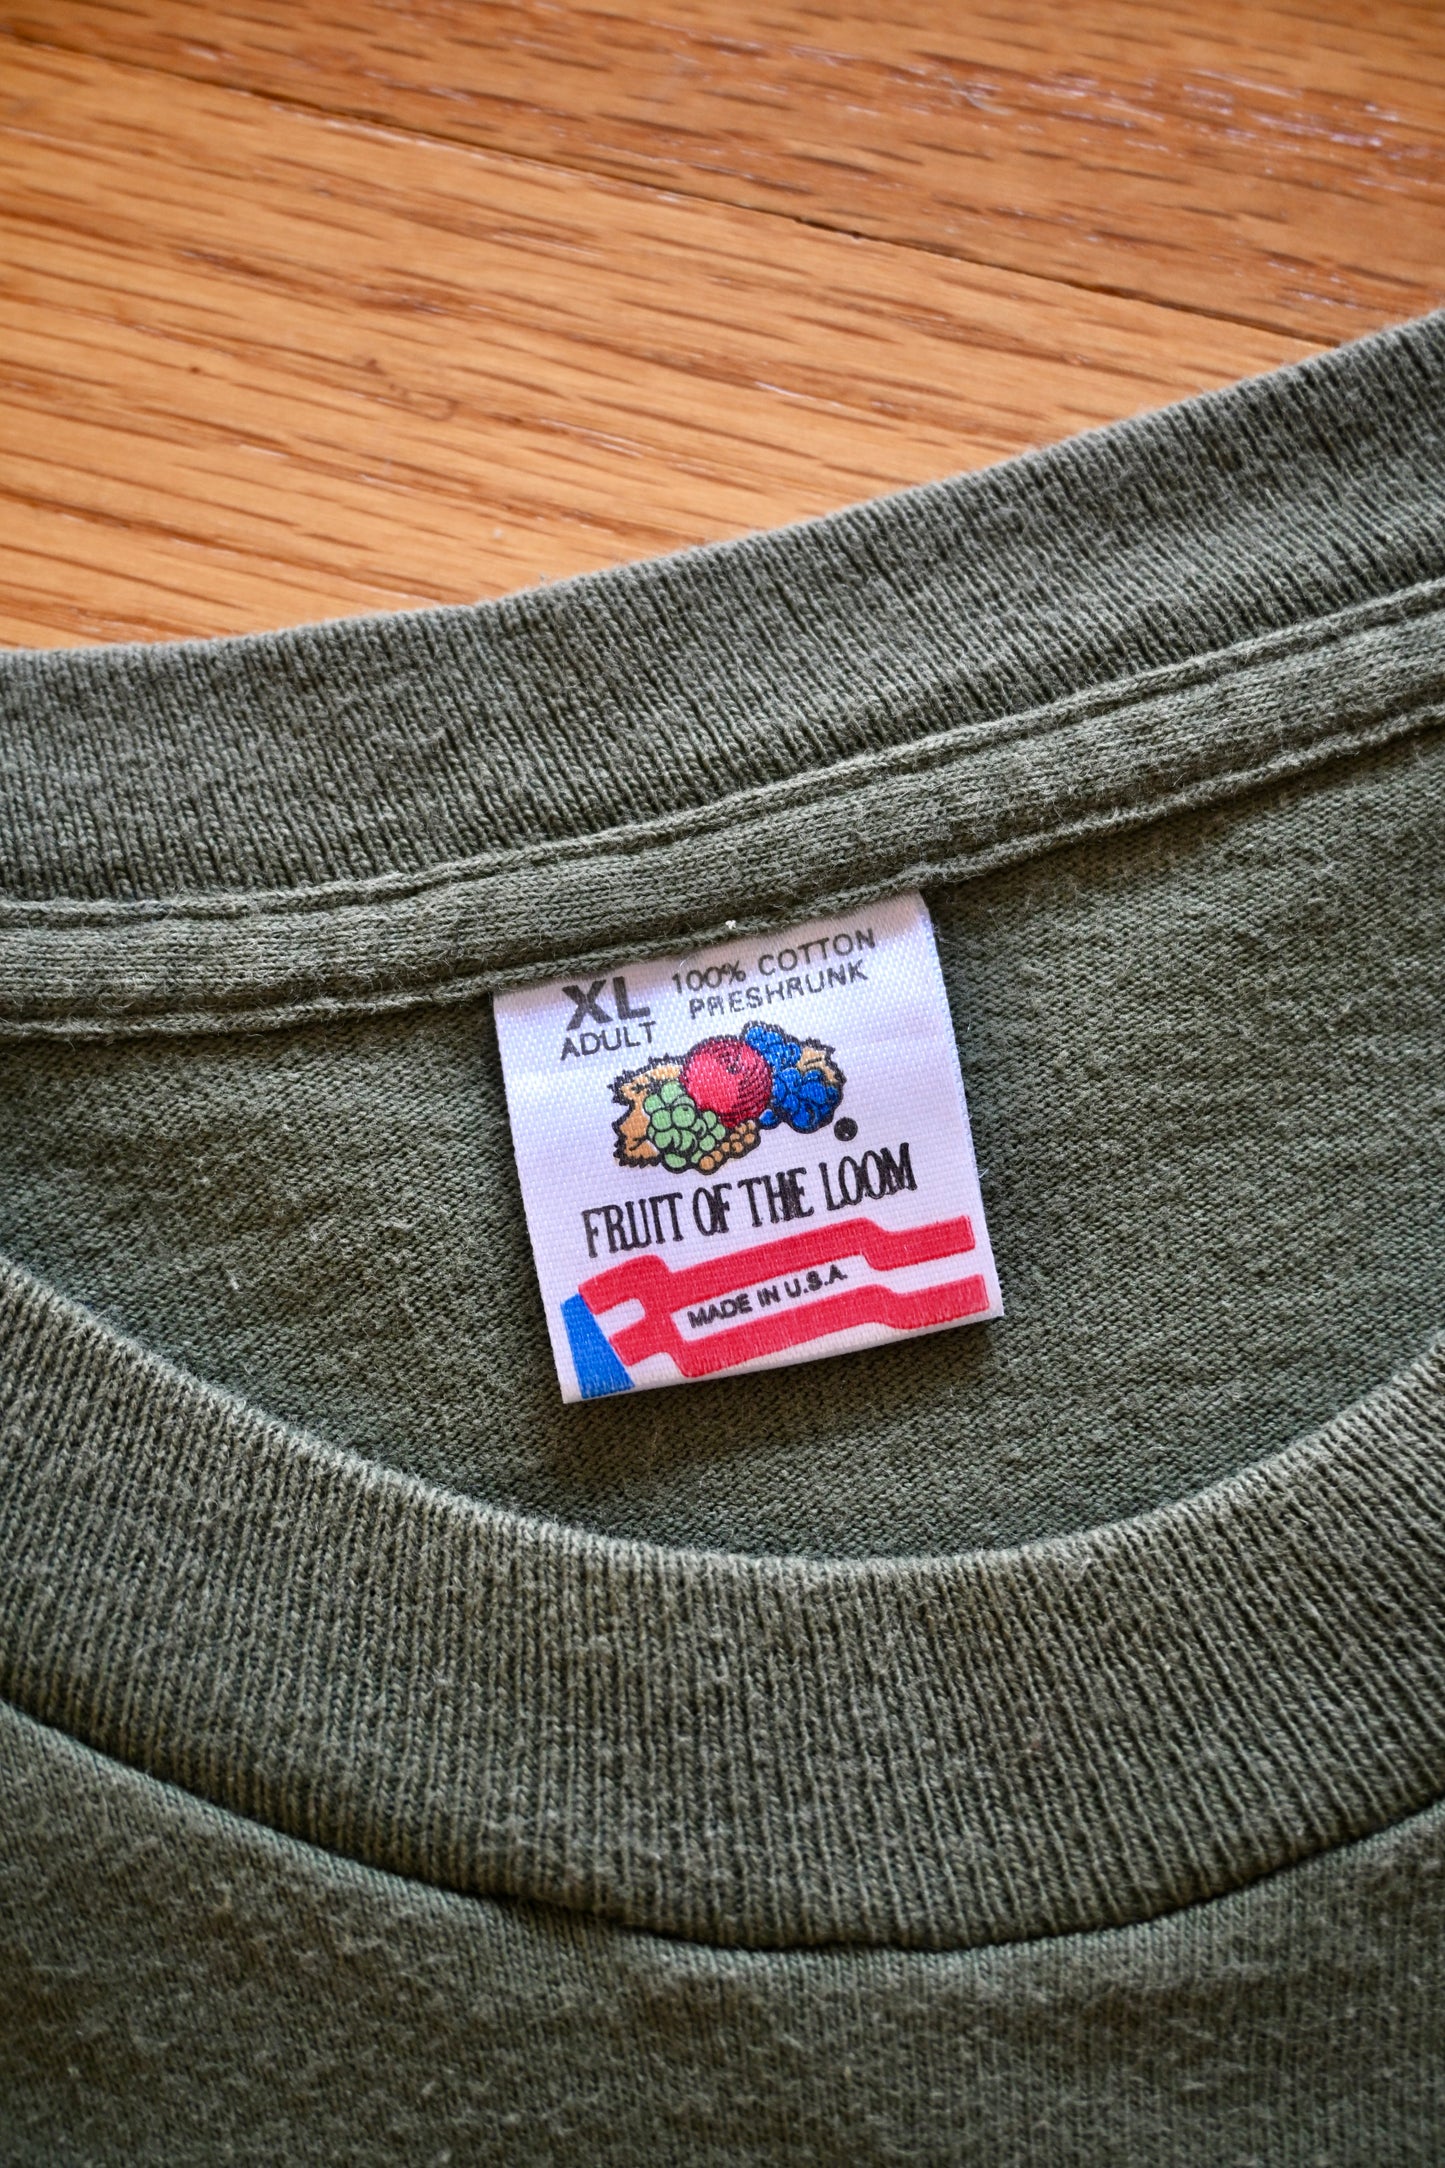 XL
ADULT
100% COTTON
PRESHRUNK
FRUIT OF THE LOOM
MADE IN U.S.A.